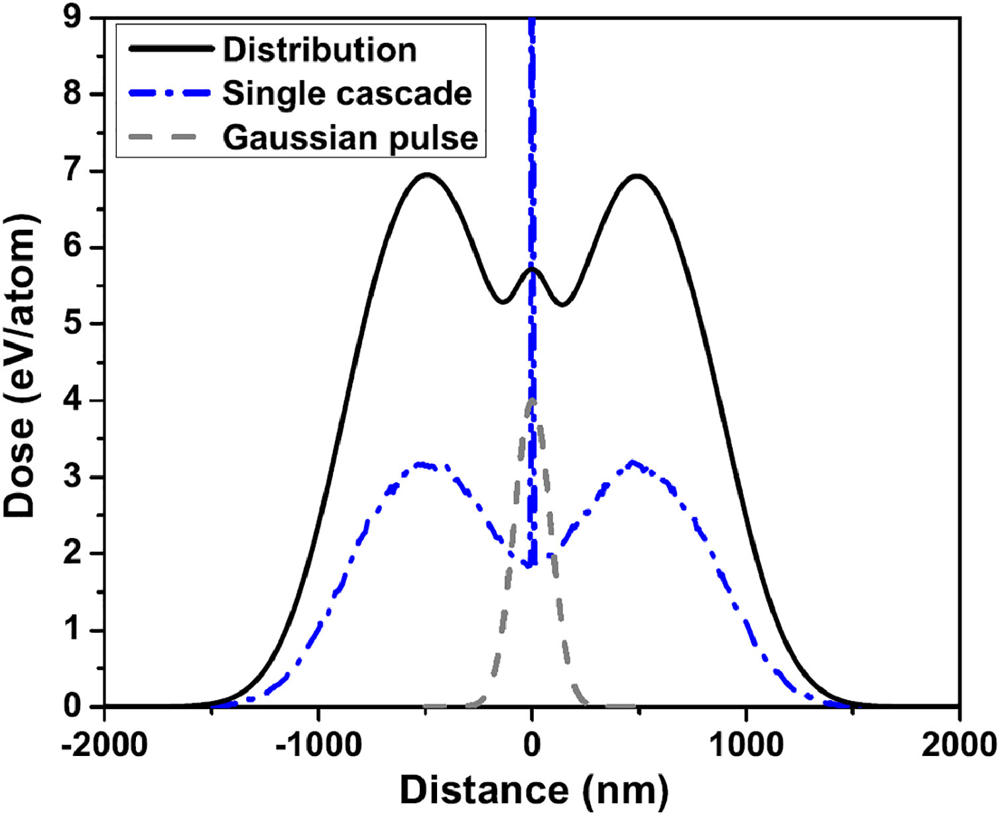 Distribution
Single cascade
Gaussian pulse
9
8
7
6
5
4
3
2
1
0
Dose (eV/atom)
-2000 -1000 0 1000 2000
Distance (nm)